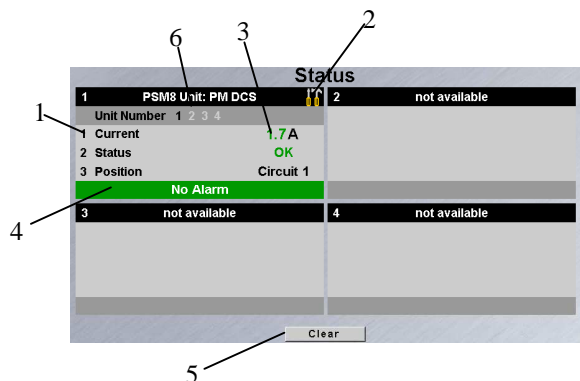 6 3 2
Status
1 PSM8 Unit: PM DCS
Unit Number 1 2 3 4
1
1 Current 1.7 A
2 Status OK
3 Position Circuit 1
No Alarm
4
2 not available
3 not available
4 not available
Clear
5